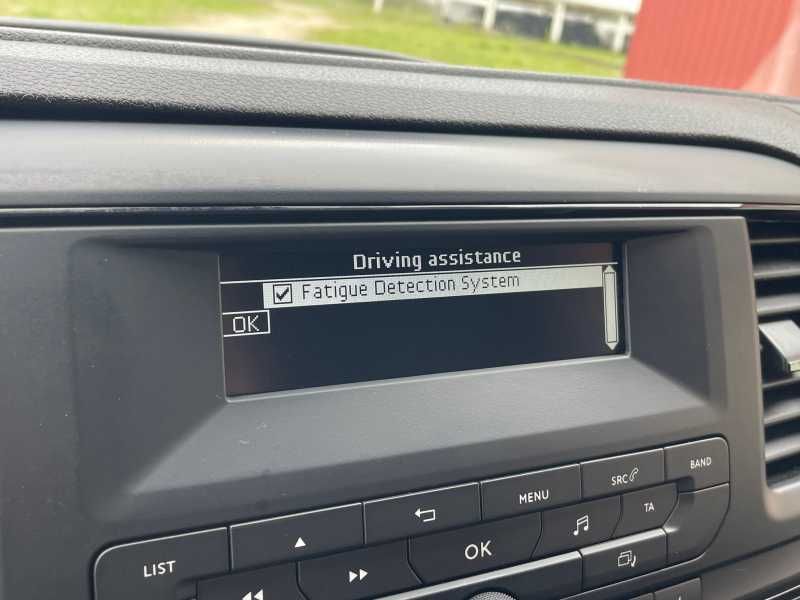 Driving assistance
Fatigue Detection System
OK
BAND
SRC
MENU
TA
LIST
OK